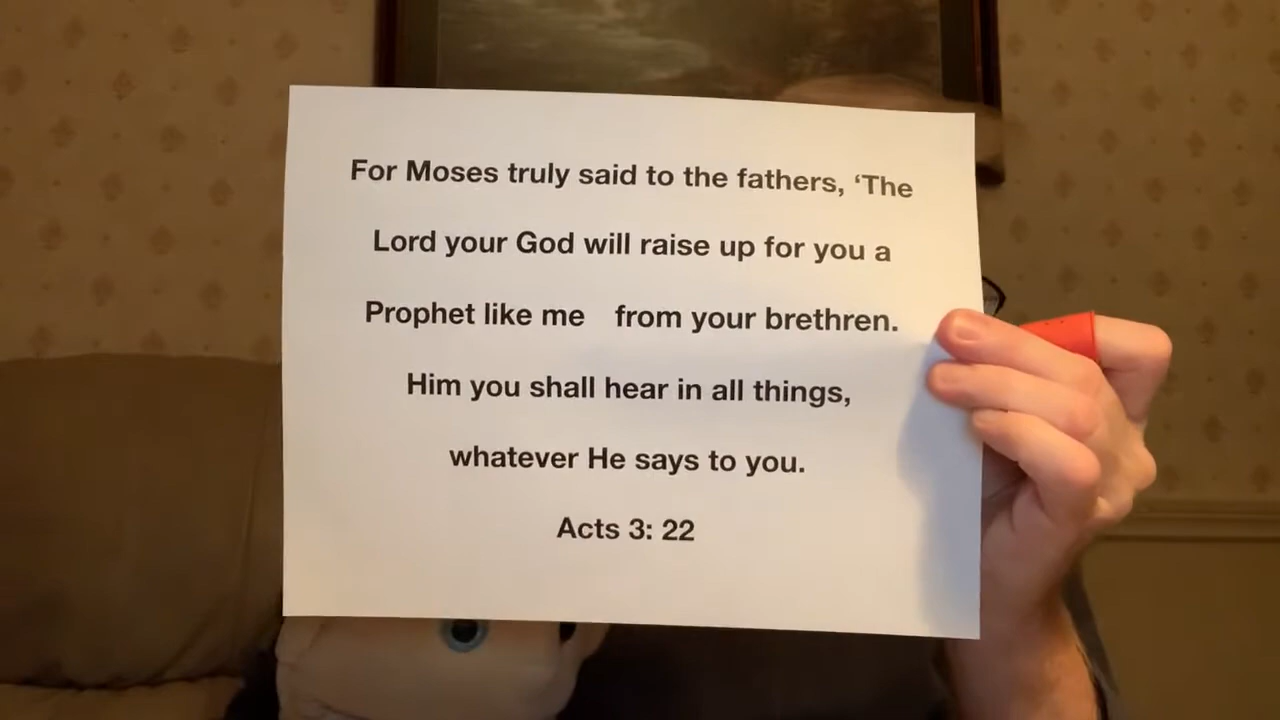 For Moses truly said to the fathers, ‘The
Lord your God will raise up for you a
Prophet like me from your brethren.
Him you shall hear in all things,
whatever He says to you.
Acts 3: 22